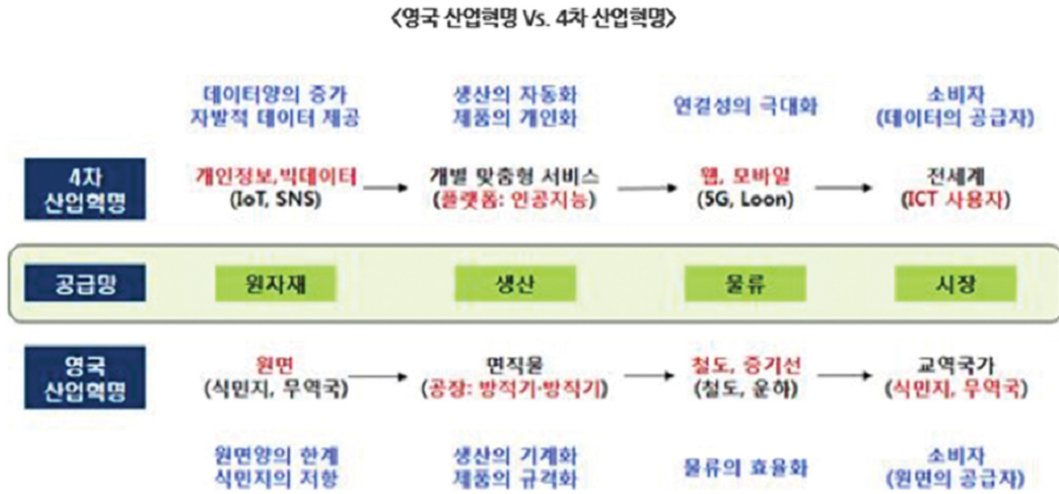 〈영국 산업혁명 Vs. 4차 산업혁명〉
데이터양의 증가 생산의 자동화 연결성의 극대화 소비자
자발적 데이터 제공 제품의 개인화 (데이터의 공급자)
4차 개인정보,빅데이터 개별 맞춤형 서비스 웹, 모바일 전세계
산업혁명 (IoT, SNS) (플랫폼: 인공지능) (5G, Loon) (ICT 사용자)
공급망 원자재 생산 물류 시장
영국 원면 면직물 철도, 증기선 교역국가
산업혁명 (식민지, 무역국) (공장: 방적기·방직기) (철도, 운하) (식민지, 무역국)
원면양의 한계 생산의 기계화 물류의 효율화 소비자
식민지의 저항 제품의 규격화 (원면의 공급자)